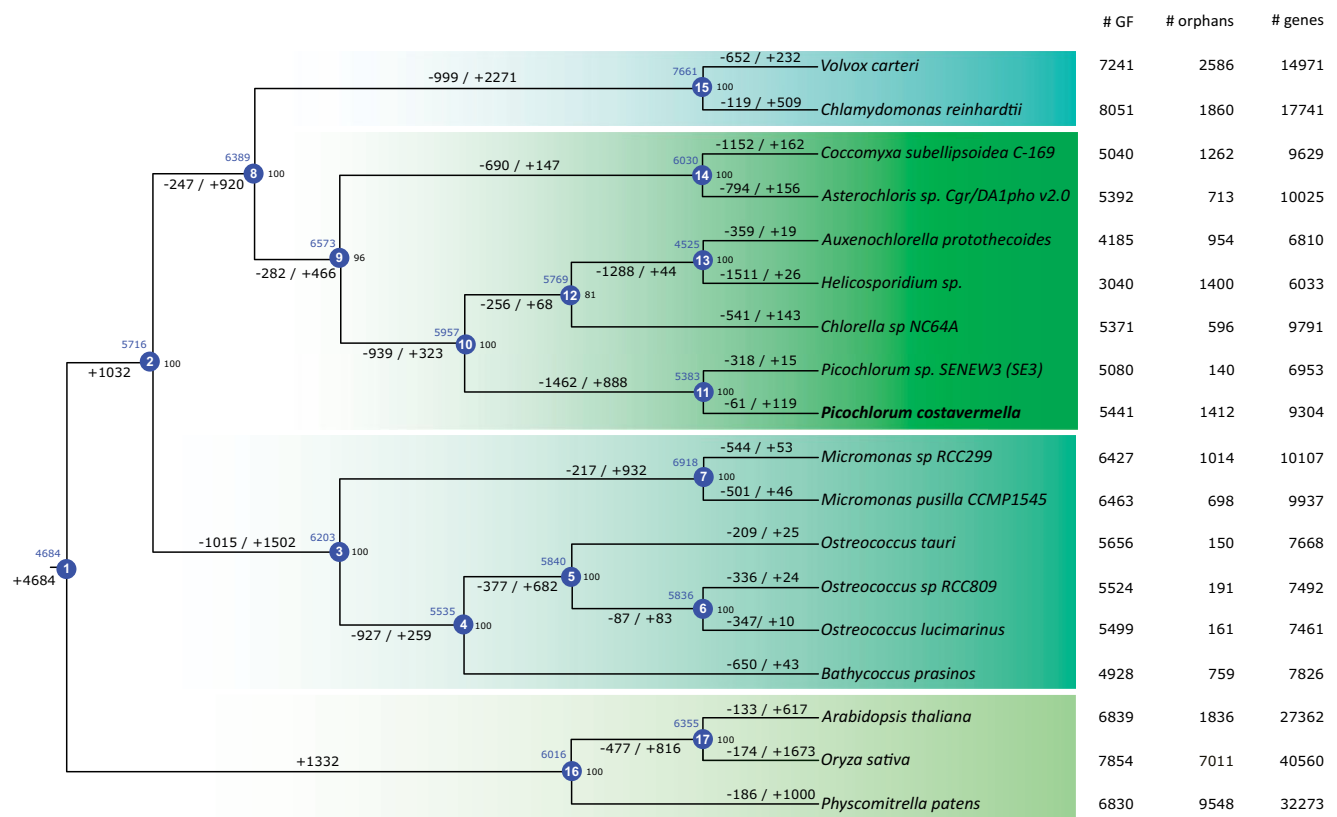 # GF # orphans # genes
-652 / +232
Volvox carteri 7241 2586 14971
-999 / +2271
7661
15 100
-119 / +509
Chlamydomonas reinhardtii 8051 1860 17741
6389
8 100
-247 / +920
-1152 / +162
Coccomyxa subellipsoidea C-169 5040 1262 9629
-690 / +147
6030
14 100
-794 / +156
Asterochloris sp. Cgr/DA1pho v2.0 5392 713 10025
6573
9 96
-282 / +466
-359 / +19
Auxenochlorella protothecoides 4185 954 6810
4525
13 100
-1288 / +44
-1511 / +26
Helicosporidium sp. 3040 1400 6033
5769
12 81
-256 / +68
-541 / +143
Chlorella sp NC64A 5371 596 9791
5957
10 100
-939 / +323
-318 / +15
Picochlorum sp. SENEW3 (SE3) 5080 140 6953
-1462 / +888
5383
11 100
-61 / +119
Picochlorum costavermella 5441 1412 9304
5716
2 100
+1032
-544 / +53
Micromonas sp RCC299 6427 1014 10107
-217 / +932
6918
7 100
-501 / +46
Micromonas pusilla CCMP1545 6463 698 9937
6203
3 100
-1015 / +1502
-209 / +25
Ostreococcus tauri 5656 150 7668
5840
5 100
-377 / +682
-336 / +24
Ostreococcus sp RCC809 5524 191 7492
5836
6 100
-87 / +83
-347/ +10
Ostreococcus lucimarinus 5499 161 7461
5535
4 100
-927 / +259
-650 / +43
Bathycoccus prasinos 4928 759 7826
4684
1
+4684
-133 / +617
Arabidopsis thaliana 6839 1836 27362
6355
17 100
-477 / +816
-174 / +1673
Oryza sativa 7854 7011 40560
+1332
6016
16 100
-186 / +1000
Physcomitrella patens 6830 9548 32273